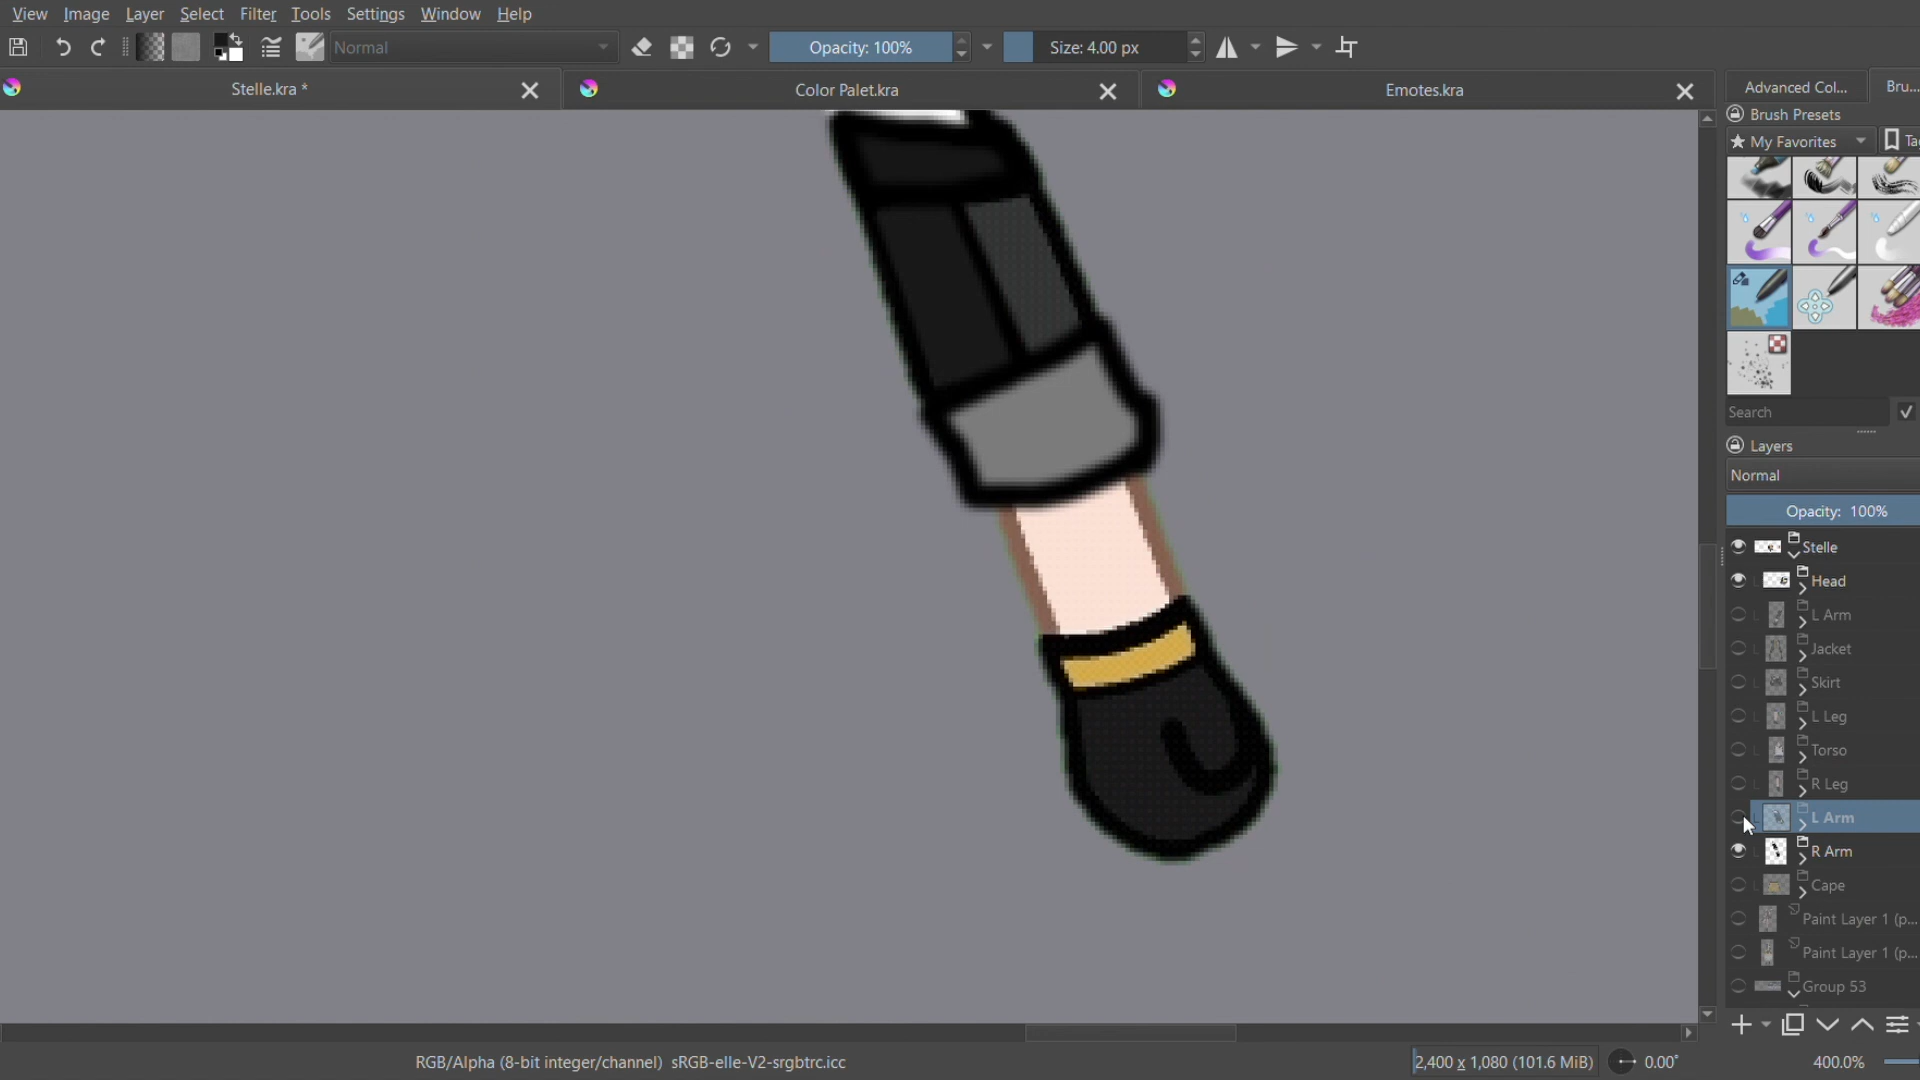 View Image Layer Select Filter Tools Settings Window Help
Normal Opacity: 100% Size: 4.00 px
Stelle.kra * Color Palet.kra Emotes.kra Advanced Col... Bru...
Brush Presets
My Favorites Tag
Search
Layers
Normal
Opacity: 100%
Stelle
Head
L Arm
Jacket
Skirt
L Leg
Torso
R Leg
L Arm
R Arm
Cape
Paint Layer 1 (p...
Paint Layer 1 (p...
Group 53
RGB/Alpha (8-bit integer/channel) sRGB-elle-V2-srgbtrc.icc 2,400 x 1,080 (101.6 MiB) 0.00° 400.0%